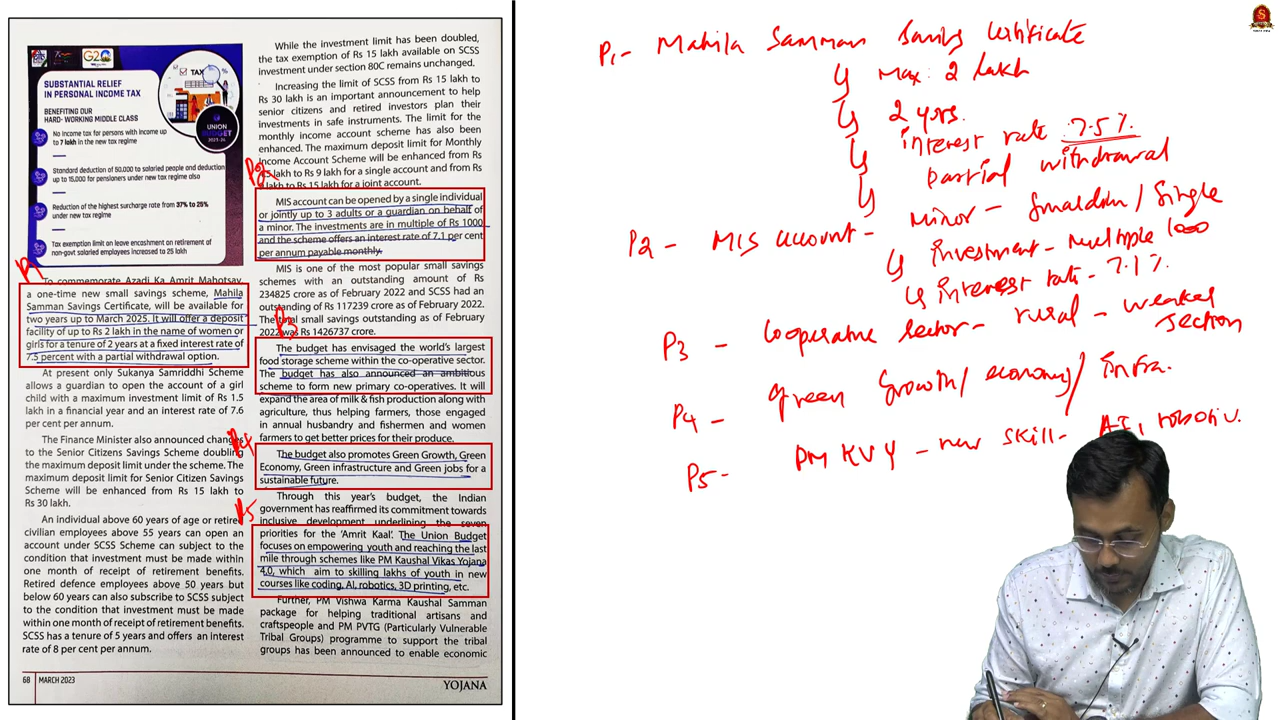 G20
SUBSTANTIAL RELIEF
IN PERSONAL INCOME TAX
TAX
BENEFITING OUR
HARD- WORKING MIDDLE CLASS
UNION
BUDGET
No income tax for persons with income up
to 7 lakh in the new tax regime
Standard deduction of 50,000 to salaried people and deduction
up to 15,000 for pensioners under new tax regime also
Reduction of the highest surcharge rate from 37% to 25%
under new tax regime
Tax exemption limit on leave encashment on retirement of
non-govt salaried employees increased to 25 lakh
P1
To commemorate Azadi Ka Amrit Mahotsav,
a one-time new small savings scheme, Mahila
Samman Savings Certificate, will be available for
two years up to March 2025. It will offer a deposit
facility of up to Rs 2 lakh in the name of women or
girls for a tenure of 2 years at a fixed interest rate of
7.5 percent with a partial withdrawal option.
At present only Sukanya Samriddhi Scheme
allows a guardian to open the account of a girl
child with a maximum investment limit of Rs 1.5
lakh in a financial year and an interest rate of 7.6
per cent per annum.
The Finance Minister also announced changes
to the Senior Citizens Savings Scheme doubling
the maximum deposit limit under the scheme. The
maximum deposit limit for Senior Citizen Savings
Scheme will be enhanced from Rs 15 lakh to
Rs 30 lakh.
An individual above 60 years of age or retired
civilian employees above 55 years can open an
account under SCSS Scheme can subject to the
condition that investment must be made within
one month of receipt of retirement benefits.
Retired defence employees above 50 years but
below 60 years can also subscribe to SCSS subject
to the condition that investment must be made
within one month of receipt of retirement benefits.
SCSS has a tenure of 5 years and offers an interest
rate of 8 per cent per annum.
While the investment limit has been doubled,
the tax exemption of Rs 15 lakh available on SCSS
investment under section 80C remains unchanged.
Increasing the limit of SCSS from Rs 15 lakh to
Rs 30 lakh is an important announcement to help
senior citizens and retired investors plan their
investments in safe instruments. The limit for the
monthly income account scheme has also been
enhanced. The maximum deposit limit for Monthly
Income Account Scheme will be enhanced from Rs
lakh to Rs 9 lakh for a single account and from Rs
lakh to Rs 15 lakh for a joint account.
P2
MIS account can be opened by a single individual
or jointly up to 3 adults or a guardian on behalf of
a minor. The investments are in multiple of Rs 1000
and the scheme offers an interest rate of 7.1 per cent
per annum payable monthly.
MIS is one of the most popular small savings
schemes with an outstanding amount of Rs
234825 crore as of February 2022 and SCSS had an
outstanding of Rs 117239 crore as of February 2022.
The total small savings outstanding as of February
2022 was Rs 1426737 crore.
P3
The budget has envisaged the world's largest
food storage scheme within the co-operative sector.
The budget has also announced an ambitious
scheme to form new primary co-operatives. It will
expand the area of milk & fish production along with
agriculture, thus helping farmers, those engaged
in annual husbandry and fishermen and women
farmers to get better prices for their produce.
P4
The budget also promotes Green Growth, Green
Economy, Green infrastructure and Green jobs for a
sustainable future.
Through this year's budget, the Indian
government has reaffirmed its commitment towards
inclusive development underlining the seven
P5
priorities for the 'Amrit Kaal'. The Union Budget
focuses on empowering youth and reaching the last
mile through schemes like PM Kaushal Vikas Yojana
4.0, which aim to skilling lakhs of youth in new
courses like coding, AI, robotics, 3D printing, etc.
Further, PM Vishwa Karma Kaushal Samman
package for helping traditional artisans and
craftspeople and PM PVTG (Particularly Vulnerable
Tribal Groups) programme to support the tribal
groups has been announced to enable economic
68 MARCH 2023
YOJANA
P1 - Mahila Samman Saving Certificate
Max: 2 lakh
2 yrs.
interest rate 7.5%
partial withdrawal
P2 - MIS account - minor - Guardian / Single
investment - multiple 1000
interest rate - 7.1%
P3 - Cooperative sector - rural - weaker
section
P4 - Green Growth / economy / infra.
P5 - PMKVY - new skill - AI, robotic.